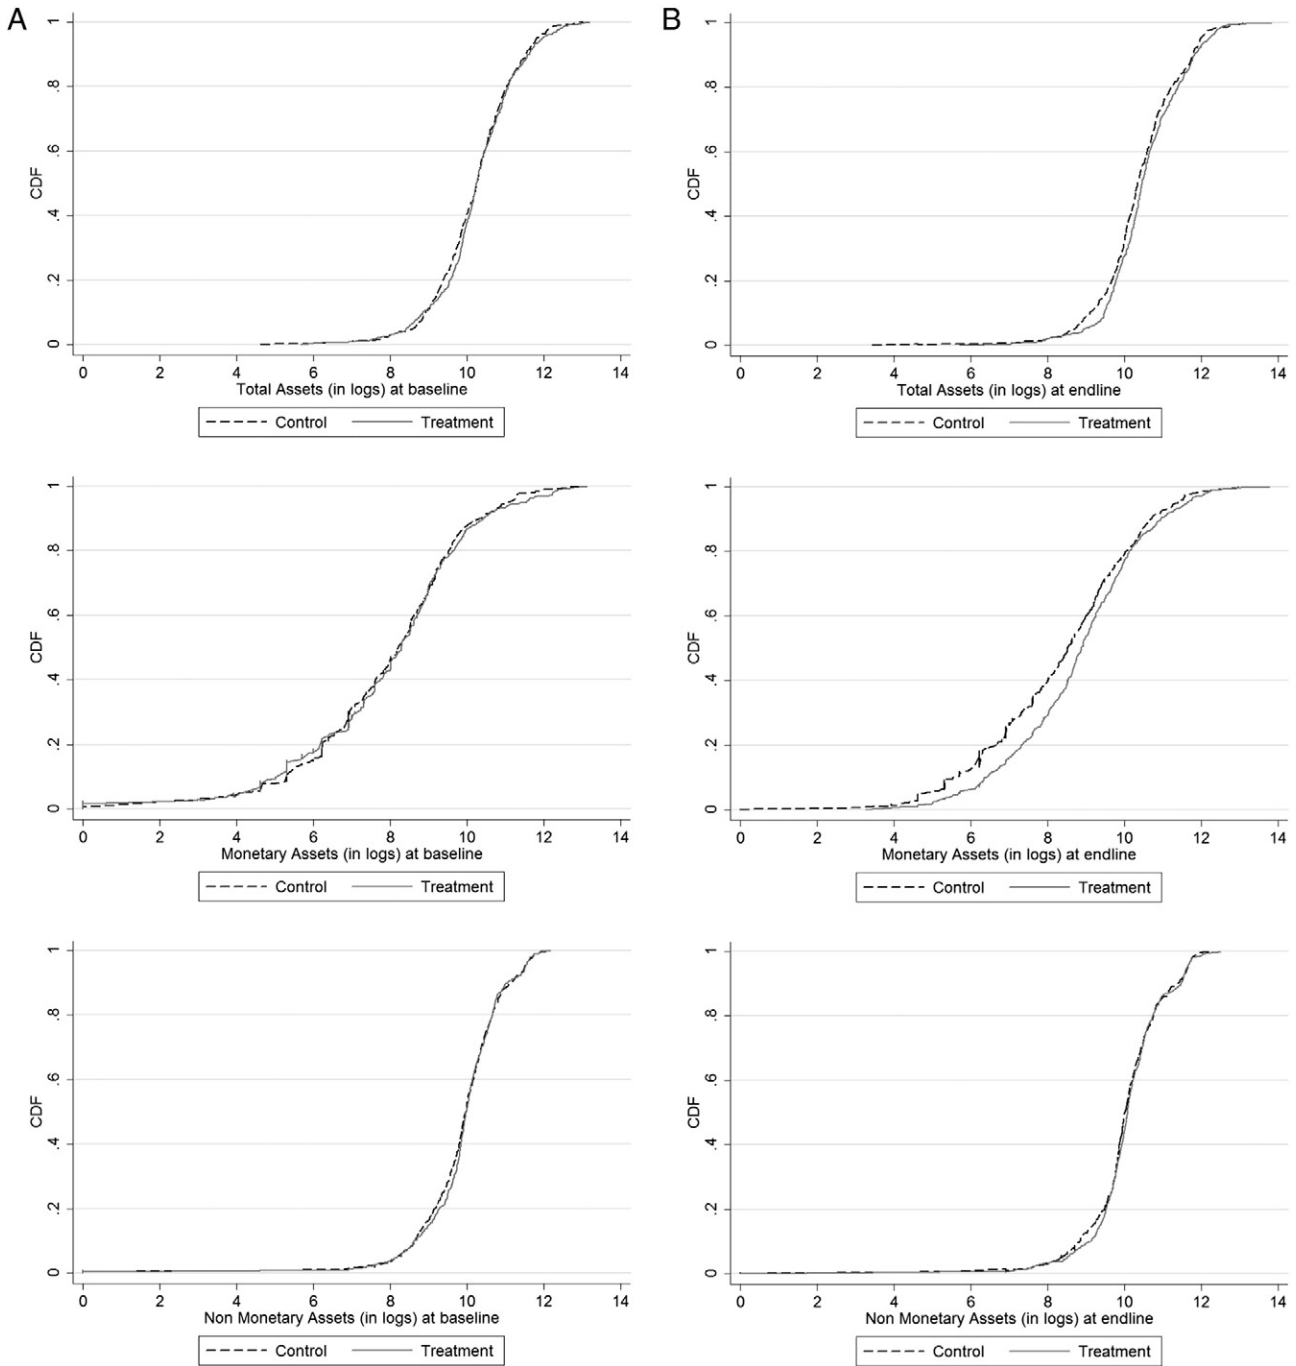 A
CDF
0 .2 .4 .6 .8 1
0 2 4 6 8 10 12 14
Total Assets (in logs) at baseline
Control Treatment
CDF
0 .2 .4 .6 .8 1
0 2 4 6 8 10 12 14
Monetary Assets (in logs) at baseline
Control Treatment
CDF
0 .2 .4 .6 .8 1
0 2 4 6 8 10 12 14
Non Monetary Assets (in logs) at baseline
Control Treatment
B
CDF
0 .2 .4 .6 .8 1
0 2 4 6 8 10 12 14
Total Assets (in logs) at endline
Control Treatment
CDF
0 .2 .4 .6 .8 1
0 2 4 6 8 10 12 14
Monetary Assets (in logs) at endline
Control Treatment
CDF
0 .2 .4 .6 .8 1
0 2 4 6 8 10 12 14
Non Monetary Assets (in logs) at endline
Control Treatment